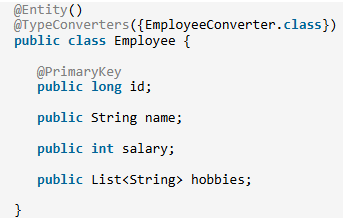 @Entity()
@TypeConverters({EmployeeConverter.class})
public class Employee {
@PrimaryKey
public long id;
public String name;
public int salary;
public List<String> hobbies;
}